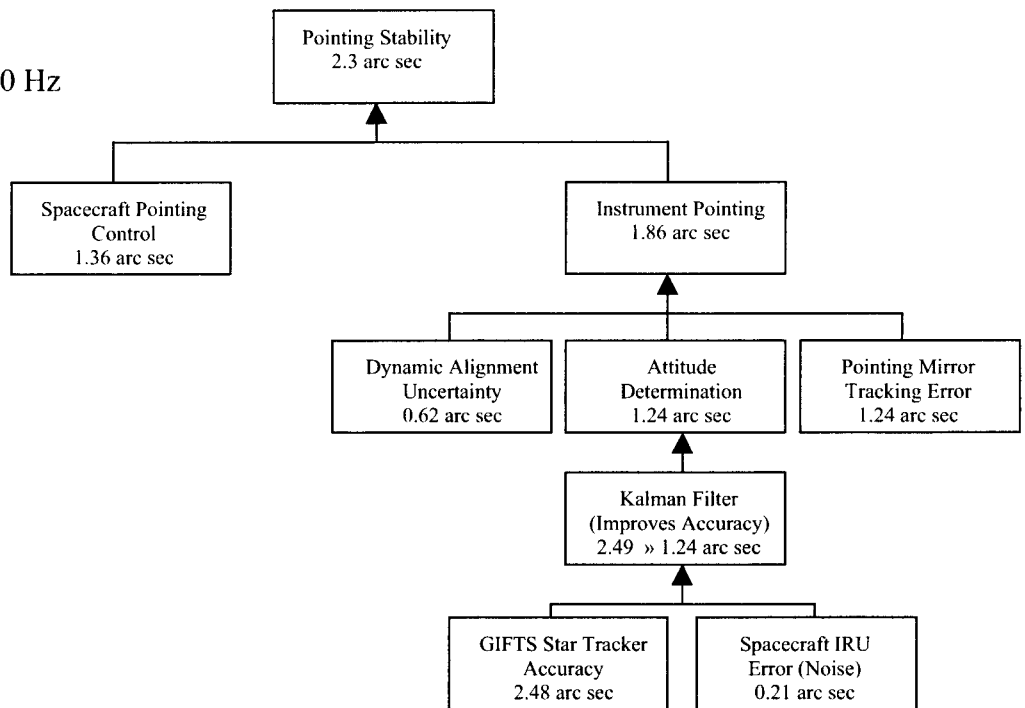 Pointing Stability
2.3 arc sec
0 Hz
Spacecraft Pointing
Control
1.36 arc sec
Instrument Pointing
1.86 arc sec
Dynamic Alignment
Uncertainty
0.62 arc sec
Attitude
Determination
1.24 arc sec
Pointing Mirror
Tracking Error
1.24 arc sec
Kalman Filter
(Improves Accuracy)
2.49 » 1.24 arc sec
GIFTS Star Tracker
Accuracy
2.48 arc sec
Spacecraft IRU
Error (Noise)
0.21 arc sec